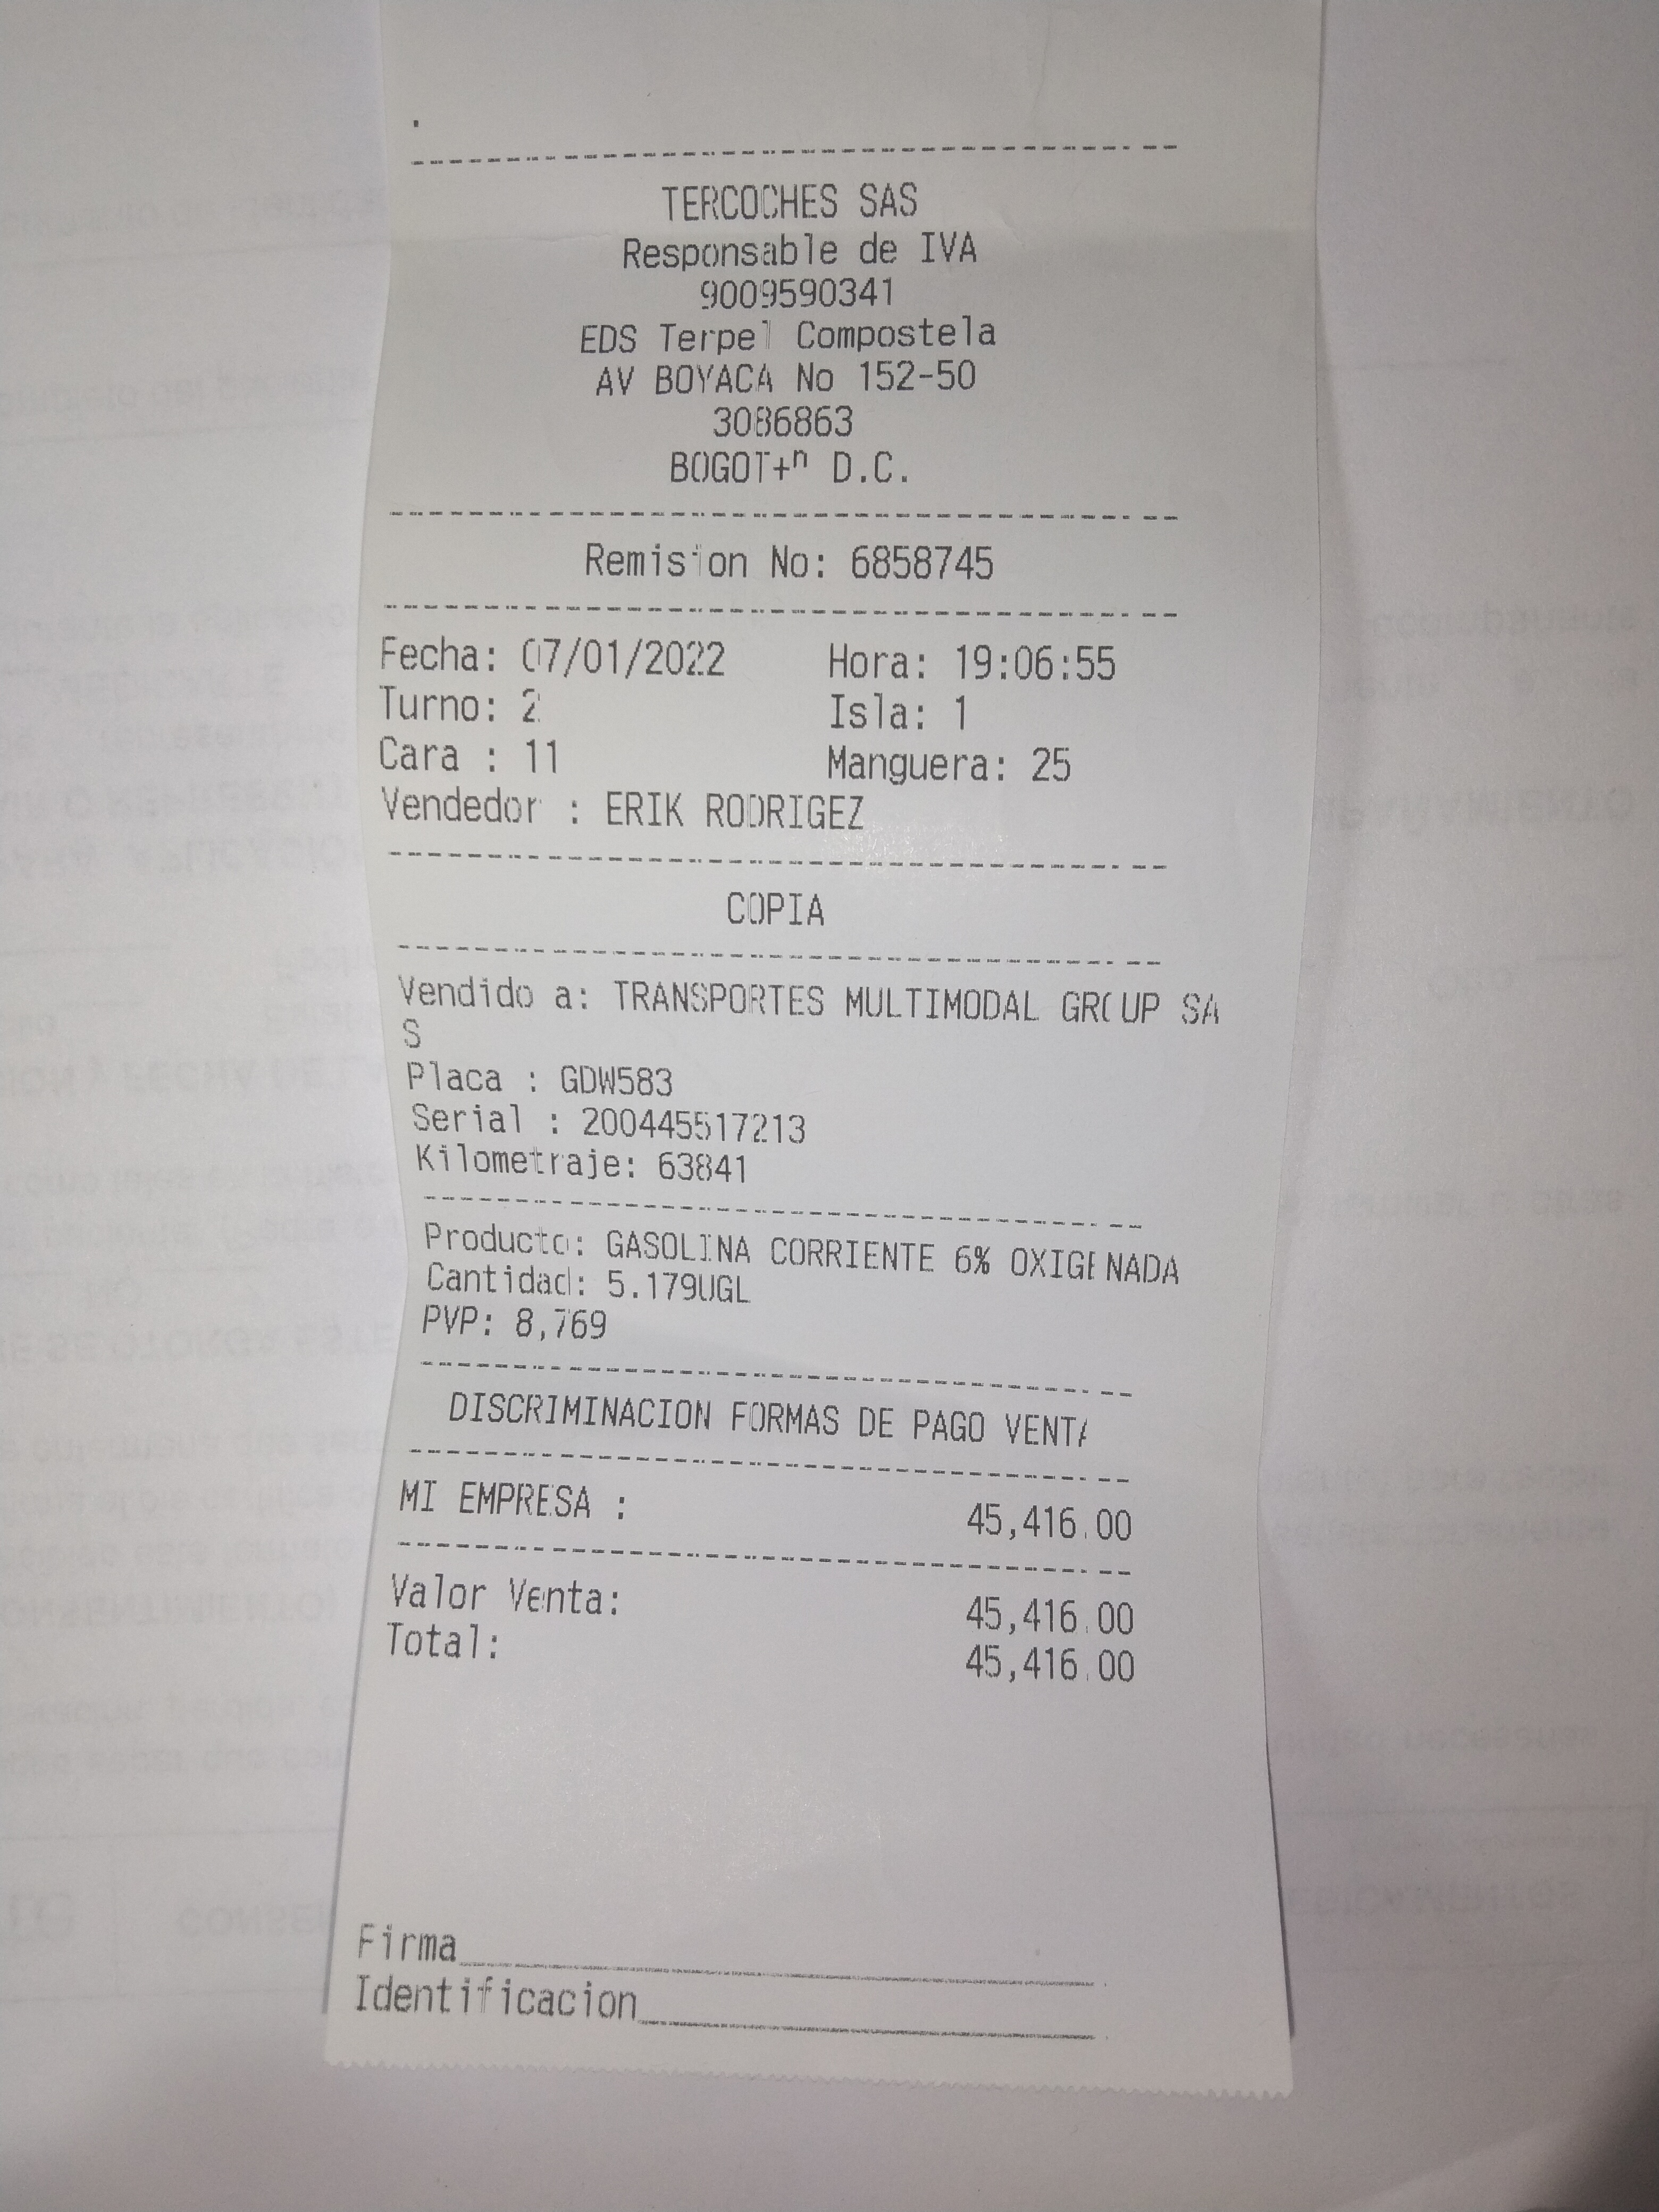 TERCOCHES SAS
Responsable de IVA
9009590341
EDS Terpel Compostela
AV BOYACA No 152-50
3086863
BOGOT+ⁿ D.C.
Remision No: 6858745
Fecha: 07/01/2022 Hora: 19:06:55
Turno: 2 Isla: 1
Cara : 11 Manguera: 25
Vendedor : ERIK RODRIGEZ
COPIA
Vendido a: TRANSPORTES MULTIMODAL GROUP SA
S
Placa : GDW583
Serial : 200445517213
Kilometraje: 63841
Producto: GASOLINA CORRIENTE 6% OXIGENADA
Cantidad: 5.179UGL
PVP: 8,769
DISCRIMINACION FORMAS DE PAGO VENTA
MI EMPRESA : 45,416.00
Valor Venta: 45,416.00
Total: 45,416.00
Firma
Identificacion